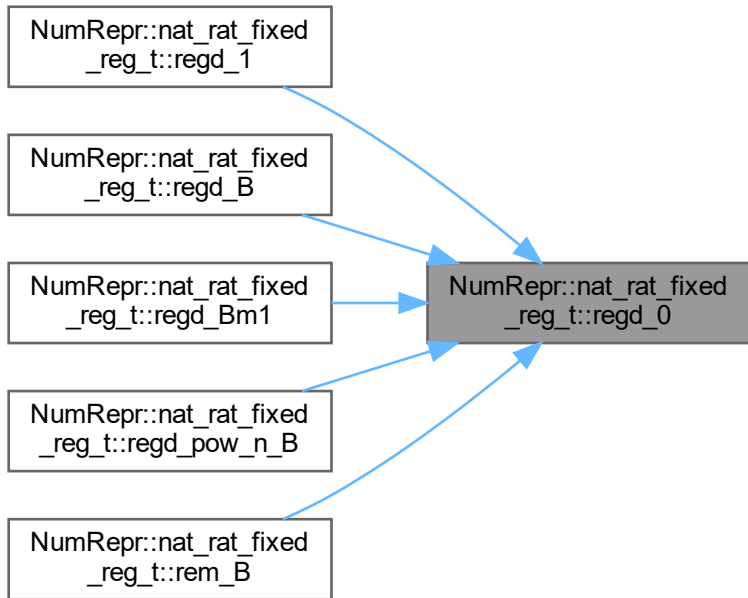 NumRepr::nat_rat_fixed
_reg_t::regd_1
NumRepr::nat_rat_fixed
_reg_t::regd_B
NumRepr::nat_rat_fixed
_reg_t::regd_Bm1
NumRepr::nat_rat_fixed
_reg_t::regd_0
NumRepr::nat_rat_fixed
_reg_t::regd_pow_n_B
NumRepr::nat_rat_fixed
_reg_t::rem_B